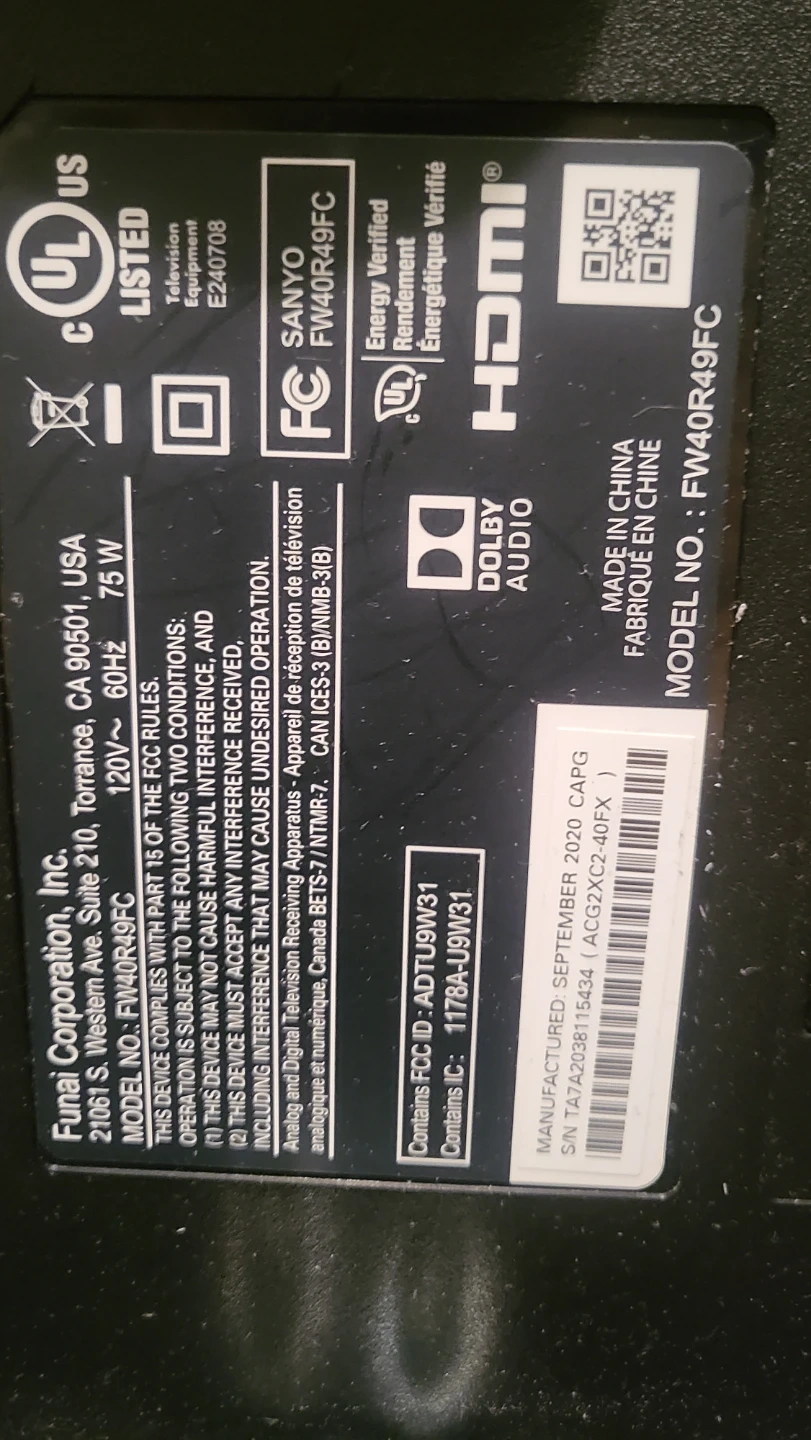 Funai Corporation, Inc.
21061 S. Western Ave. Suite 210, Torrance, CA 90501, USA
MODEL NO.: FW40R49FC 120V~ 60Hz 75 W
THIS DEVICE COMPLIES WITH PART 15 OF THE FCC RULES.
OPERATION IS SUBJECT TO THE FOLLOWING TWO CONDITIONS:
(1) THIS DEVICE MAY NOT CAUSE HARMFUL INTERFERENCE, AND
(2) THIS DEVICE MUST ACCEPT ANY INTERFERENCE RECEIVED,
INCLUDING INTERFERENCE THAT MAY CAUSE UNDESIRED OPERATION.
Analog and Digital Television Receiving Apparatus - Appareil de réception de télévision
analogique et numérique, Canada BETS-7 / NTMR-7. CAN ICES-3 (B)/NMB-3(B)
C UL US
LISTED
Television
Equipment
E240708
FC SANYO
FW40R49FC
c UL Energy Verified
Rendement
Énergétique Vérifié
HDMI®
DOLBY
AUDIO
Contains FCC ID : ADTU9W31
Contains IC : 1178A-U9W31
MANUFACTURED: SEPTEMBER 2020 CAPG
S/N TA7A2038115434 ( ACG2XC2-40FX )
MADE IN CHINA
FABRIQUÉ EN CHINE
MODEL NO. : FW40R49FC